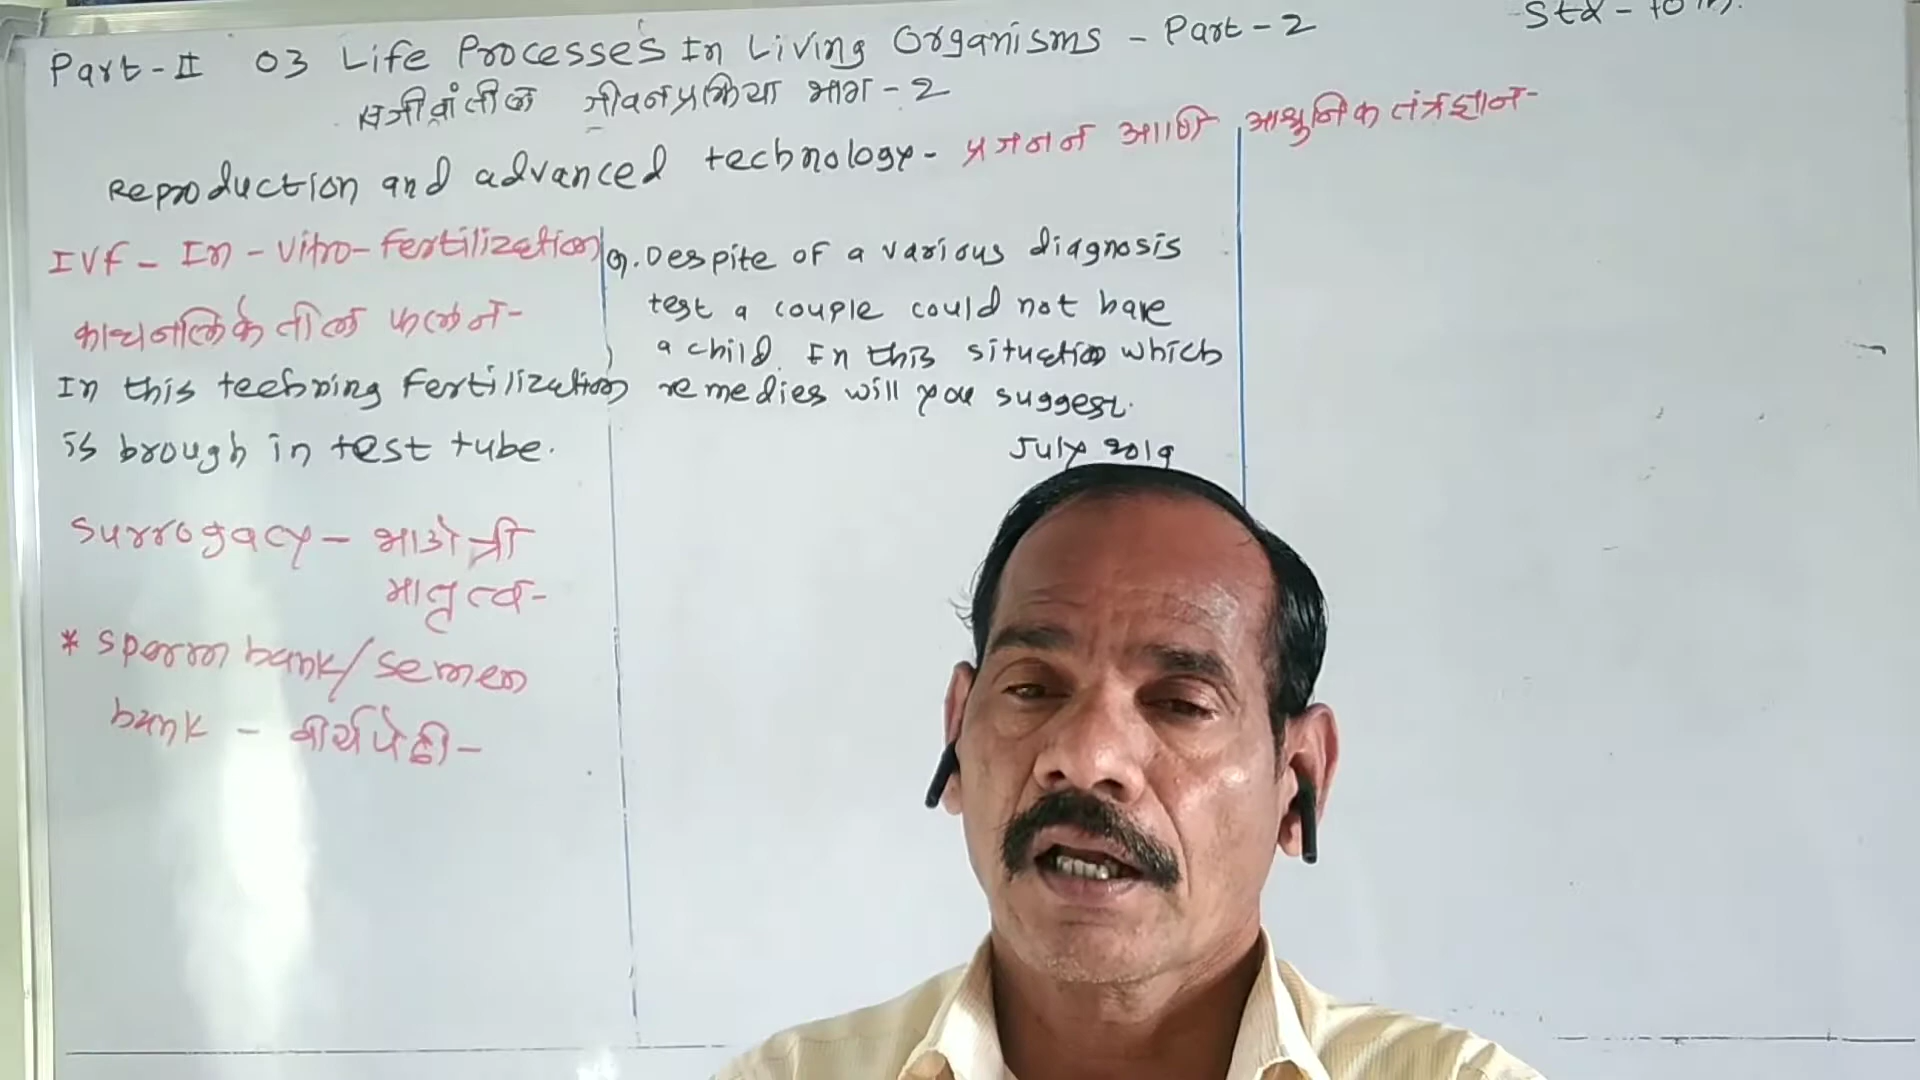 Part-II 03 Life Processes In Living Organisms - Part-2
Std - 10th.
सजीवांतील जीवनप्रक्रिया भाग-2
Reproduction and advanced technology- प्रजनन आणि आधुनिक तंत्रज्ञान-
IVF - In - vitro- fertilization
काचनलिकेतील फलन-
In this techning Fertilization
is brough in test tube.
Surrogacy - भाडोत्री
मातृत्व-
* sperm bank/semen
bank - वीर्यपेढी-
Q. Despite of a various diagnosis
test a couple could not have
a child. In this situation which
remedies will you suggest.
July 2019